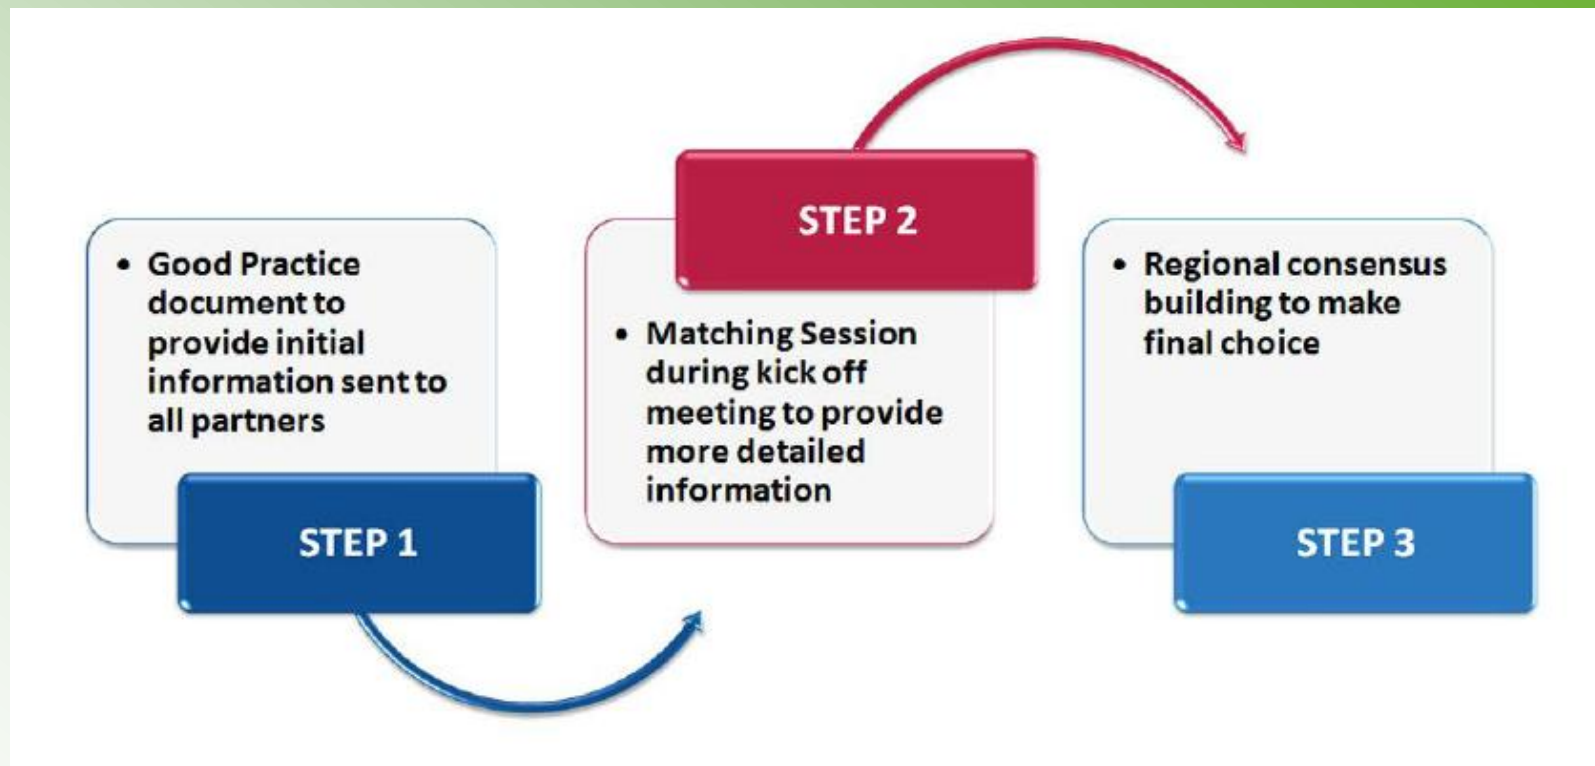 • Good Practice
document to
provide initial
information sent to
all partners
STEP 1
STEP 2
• Matching Session
during kick off
meeting to provide
more detailed
information
• Regional consensus
building to make
final choice
STEP 3